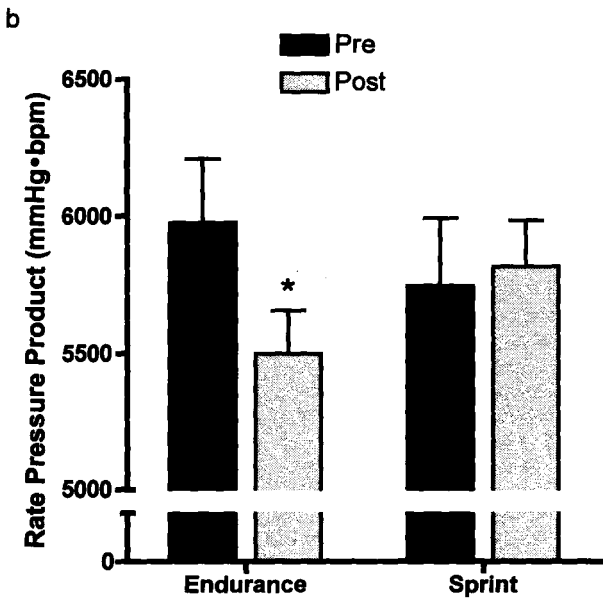 b
Pre
Post
Rate Pressure Product (mmHg•bpm)
6500
6000
5500
5000
0
*
Endurance Sprint